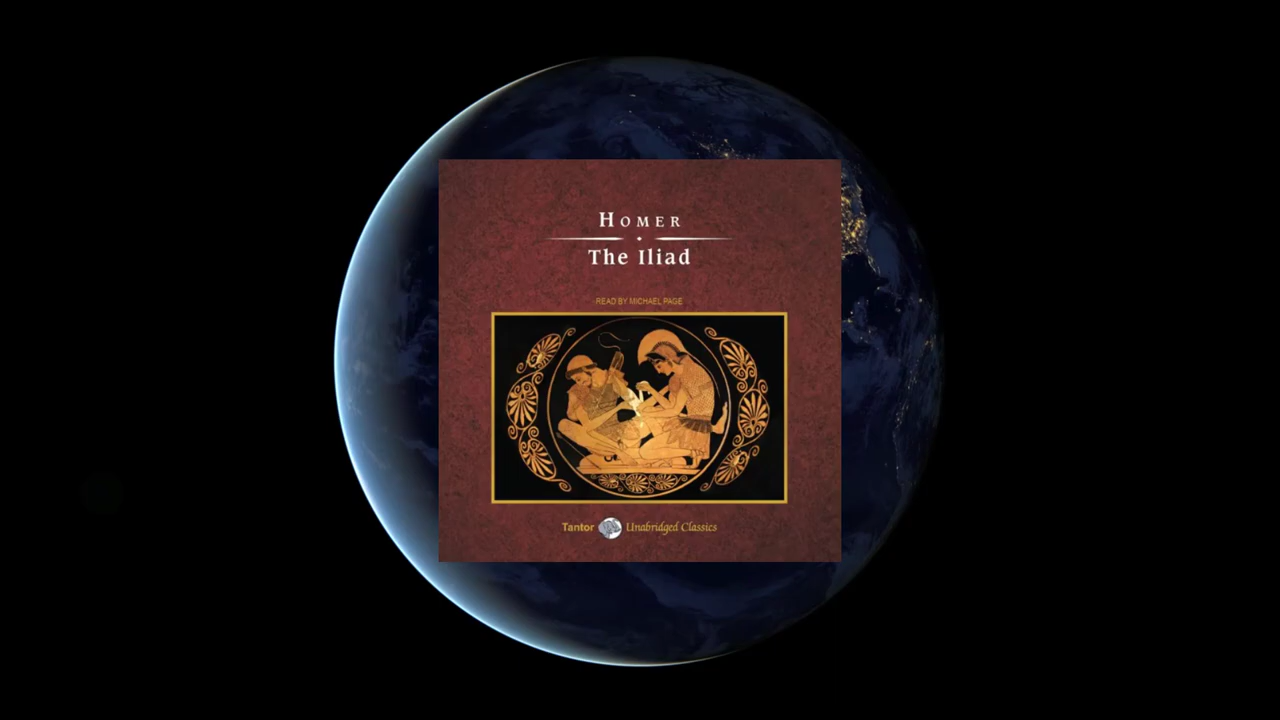 HOMER
The Iliad
READ BY MICHAEL PAGE
Tantor Unabridged Classics